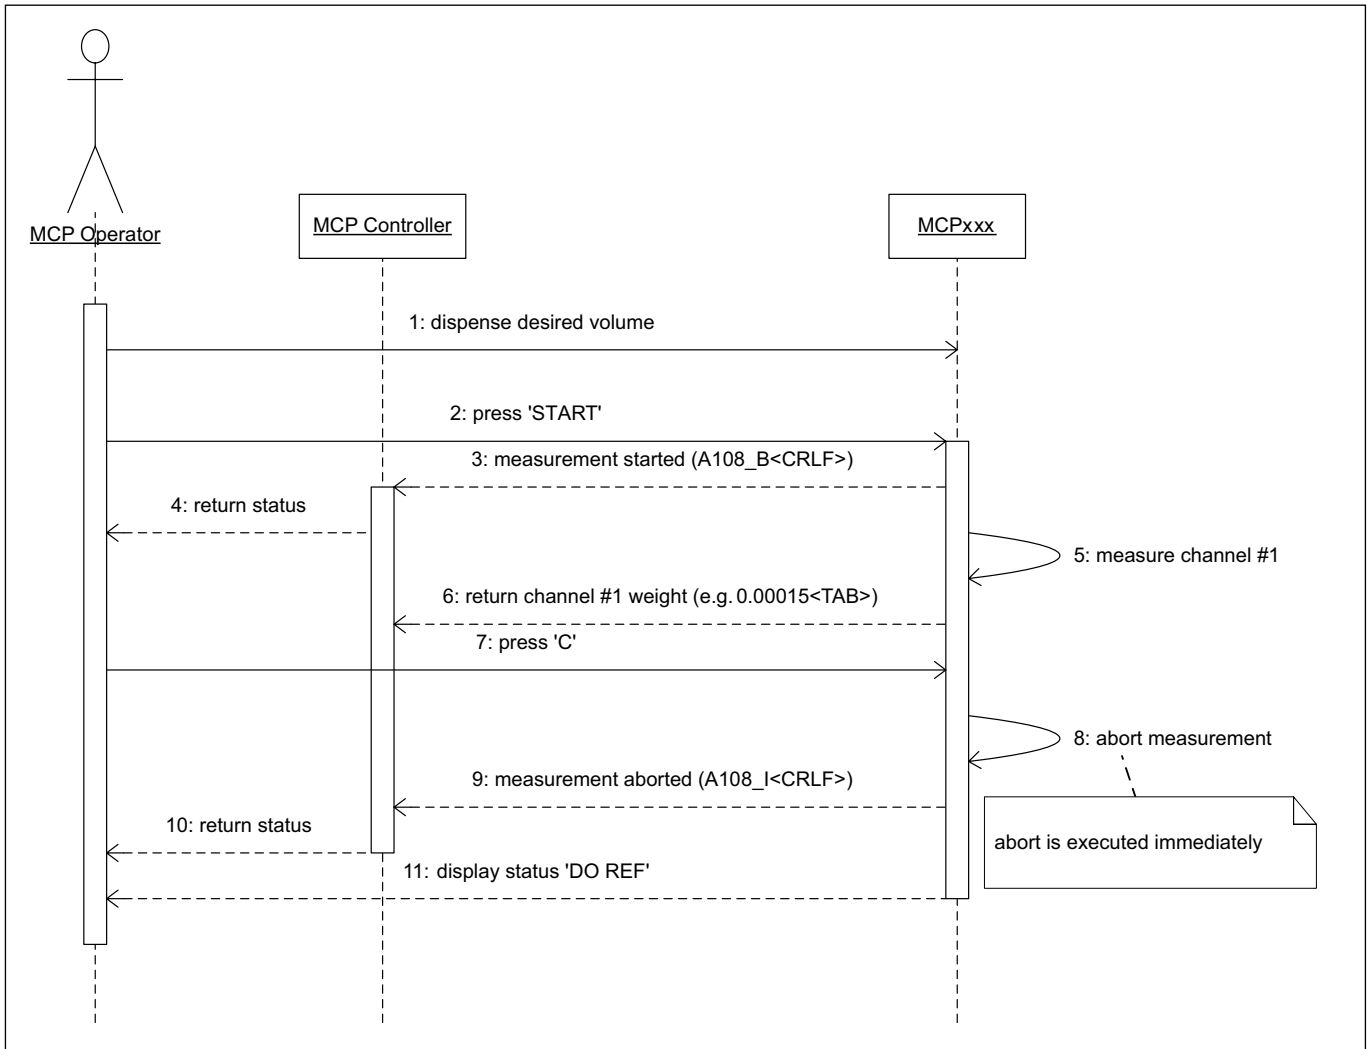 MCP Operator
MCP Controller
MCPxxx
1: dispense desired volume
2: press 'START'
3: measurement started (A108_B<CRLF>)
4: return status
5: measure channel #1
6: return channel #1 weight (e.g. 0.00015<TAB>)
7: press 'C'
8: abort measurement
9: measurement aborted (A108_I<CRLF>)
10: return status
abort is executed immediately
11: display status 'DO REF'